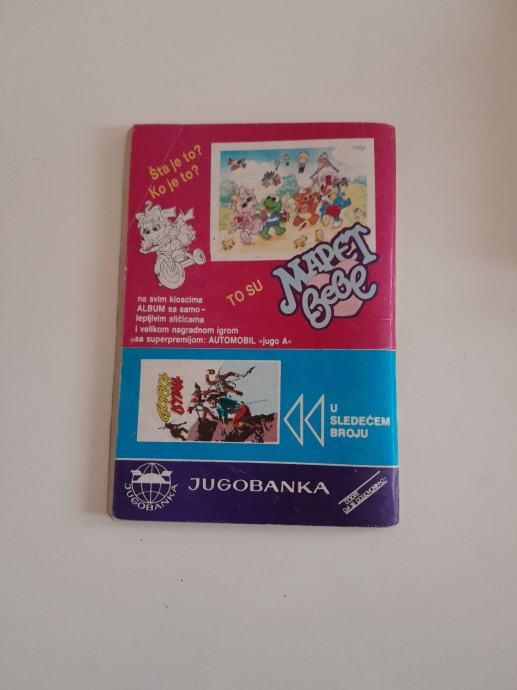 Šta je to?
Ko je to?
TO SU
MAPET
BEBE
na svim kioscima
ALBUM sa samo-
lepljivim sličicama
i velikom nagradnom igrom
»sa superpremijom: AUTOMOBIL »jugo A«
U
SLEDEĆEM
BROJU
JUGOBANKA
JUGOBANKA